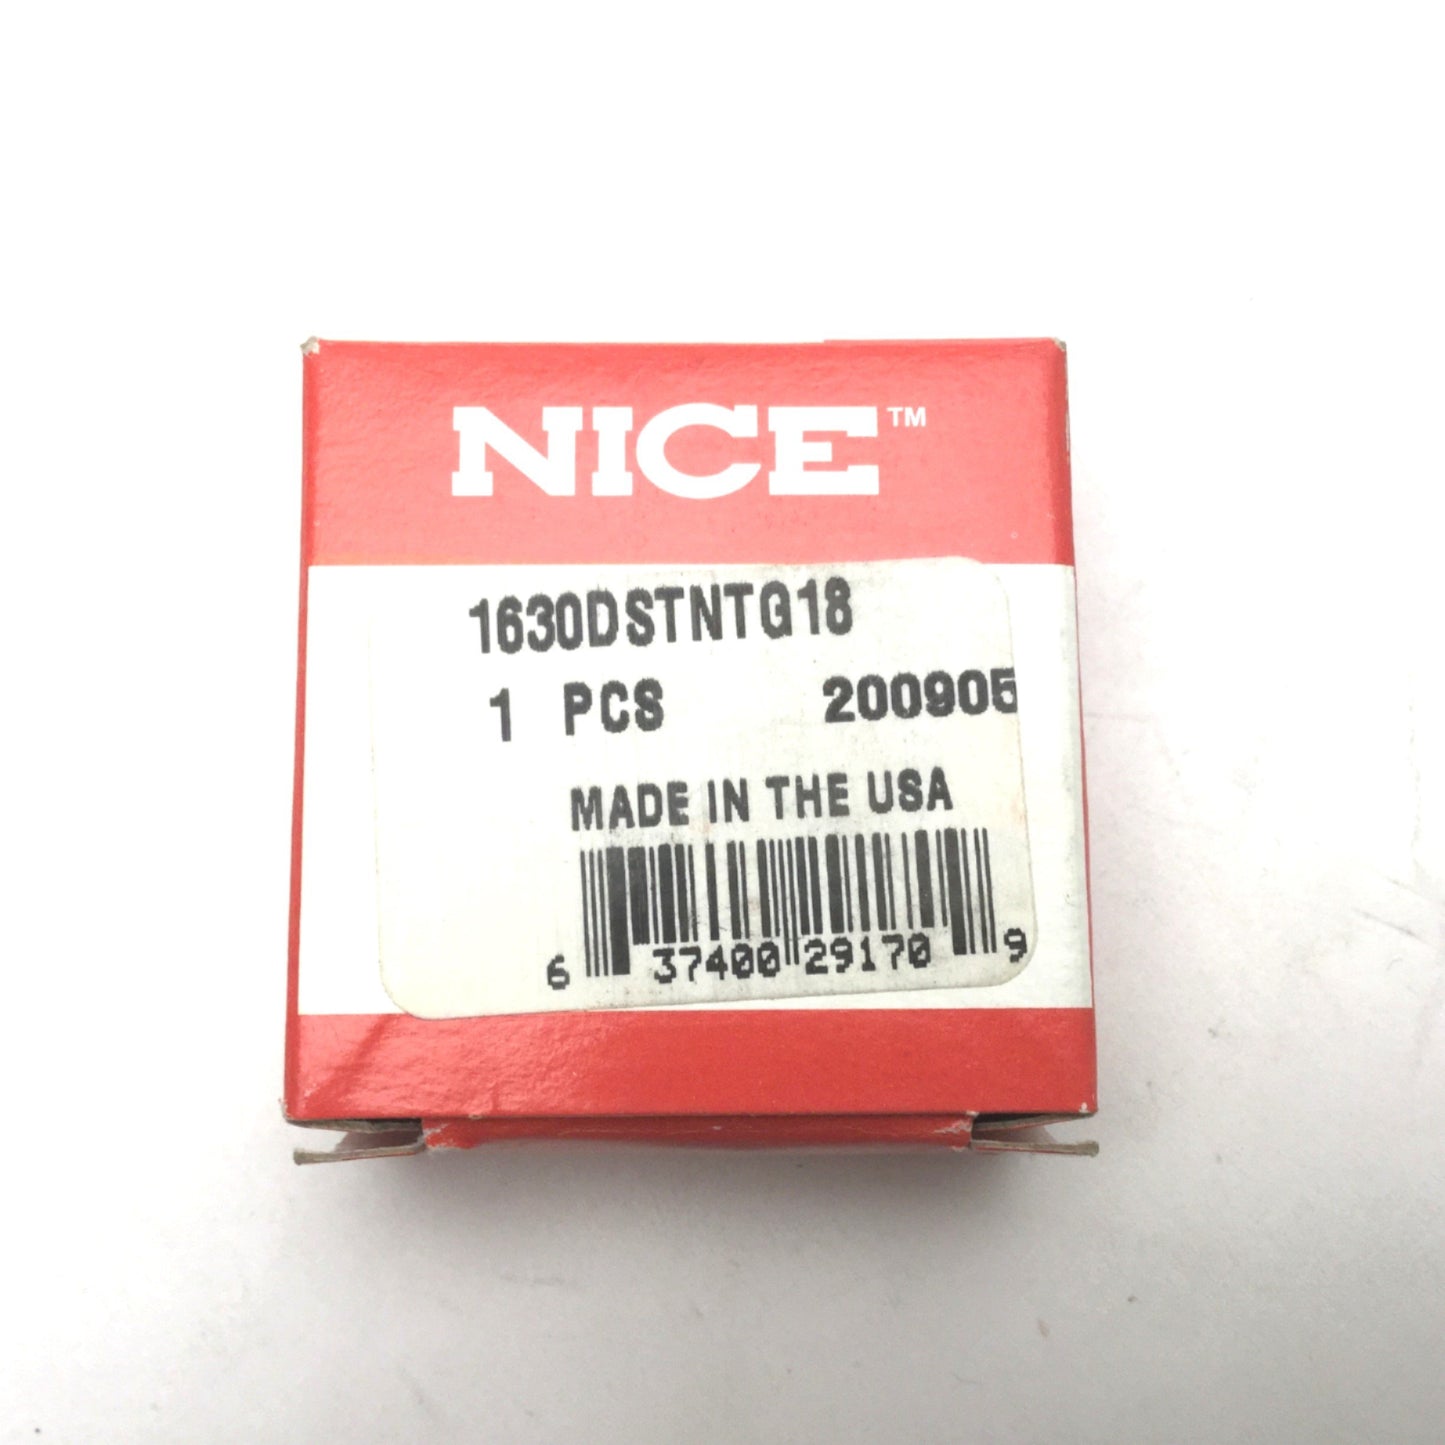 NICE™
1630DSTNTG18
1 PCS 200905
MADE IN THE USA
6 37400 29170 9